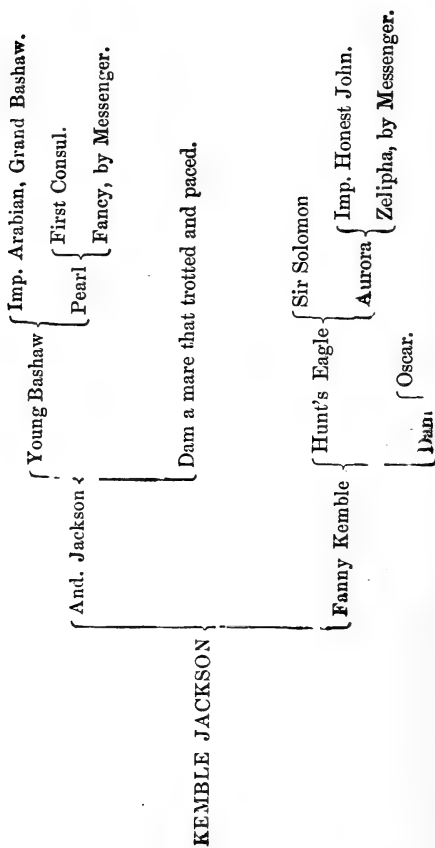 KEMBLE JACKSON
And. Jackson
Young Bashaw
Imp. Arabian, Grand Bashaw.
Pearl
First Consul.
Fancy, by Messenger.
Dam a mare that trotted and paced.
Fanny Kemble
Hunt's Eagle
Sir Solomon
Aurora
Imp. Honest John.
Zelipha, by Messenger.
Dam
Oscar.